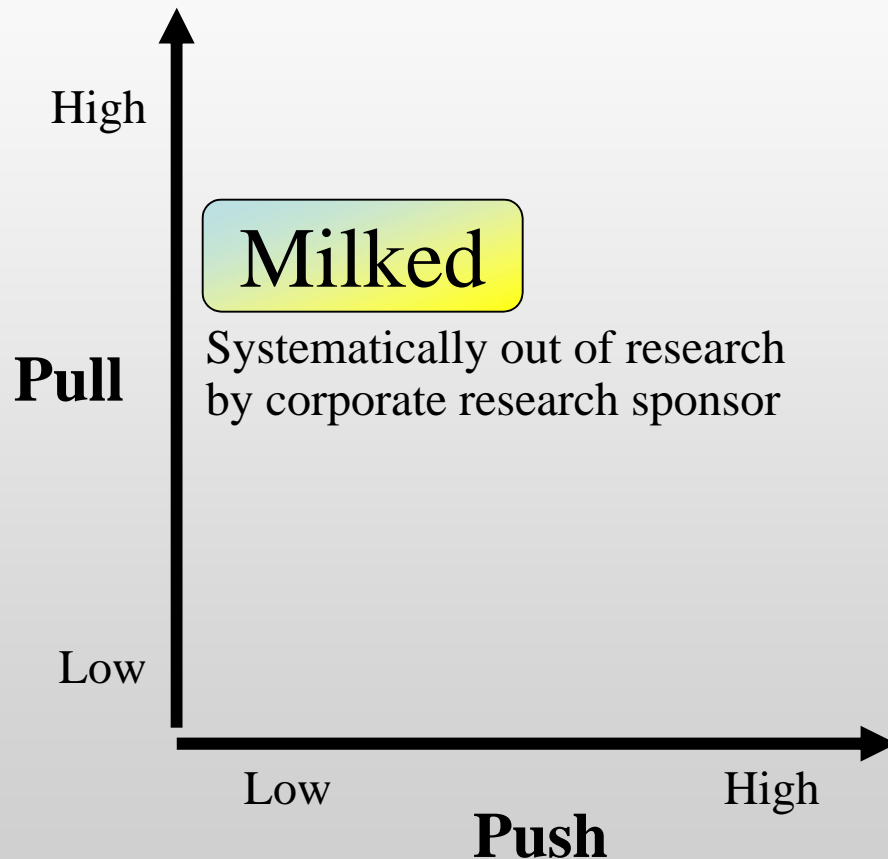 High
Milked
Systematically out of research
by corporate research sponsor
Pull
Low
Low High
Push